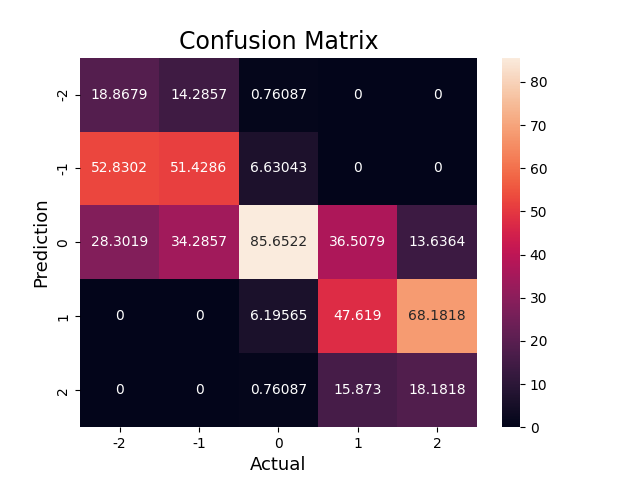 Confusion Matrix
Prediction
-2
18.8679 14.2857 0.76087 0 0
-1
52.8302 51.4286 6.63043 0 0
0
28.3019 34.2857 85.6522 36.5079 13.6364
1
0 0 6.19565 47.619 68.1818
2
0 0 0.76087 15.873 18.1818
-2 -1 0 1 2
Actual
80
70
60
50
40
30
20
10
0